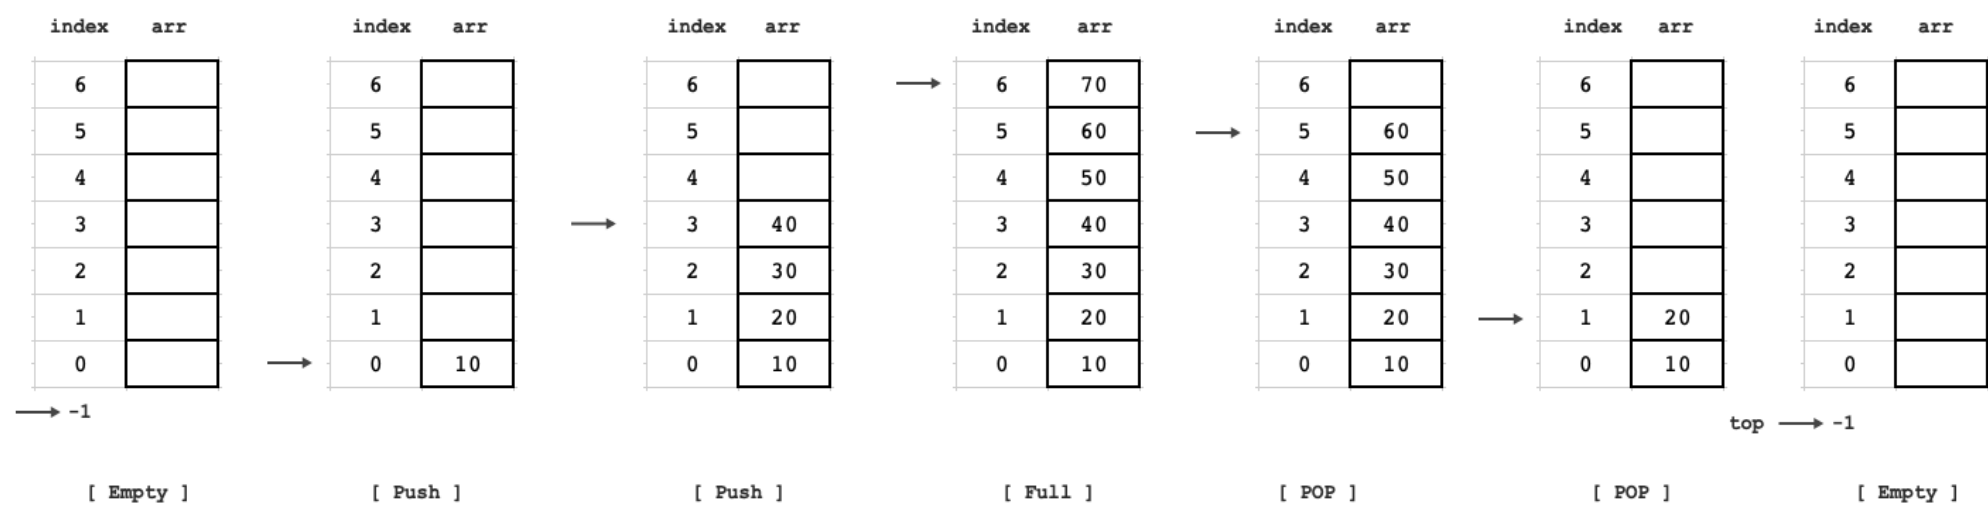 index arr index arr index arr index arr index arr index arr index arr
6 6 6 6 70 6 6 6
5 5 5 5 60 5 60 5 5
4 4 4 4 50 4 50 4 4
3 3 3 40 3 40 3 40 3 3
2 2 2 30 2 30 2 30 2 2
1 1 1 20 1 20 1 20 1 20 1
0 0 10 0 10 0 10 0 10 0 10 0
-1 top -1
[ Empty ] [ Push ] [ Push ] [ Full ] [ POP ] [ POP ] [ Empty ]